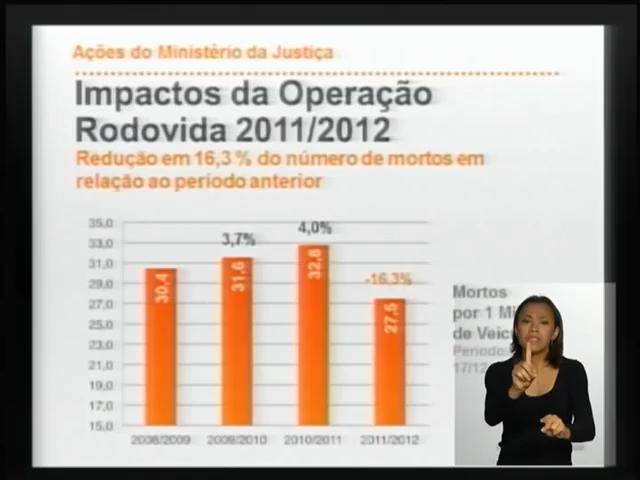 Ações do Ministério da Justiça
Impactos da Operação
Rodovida 2011/2012
Redução em 16,3 % do número de mortos em
relação ao período anterior
35,0
33,0
31,0
29,0
27,0
25,0
23,0
21,0
19,0
17,0
15,0
30,4
3,7%
31,6
4,0%
32,8
-16,3%
27,5
2008/2009
2009/2010
2010/2011
2011/2012
Mortos
por 1
de
17/12